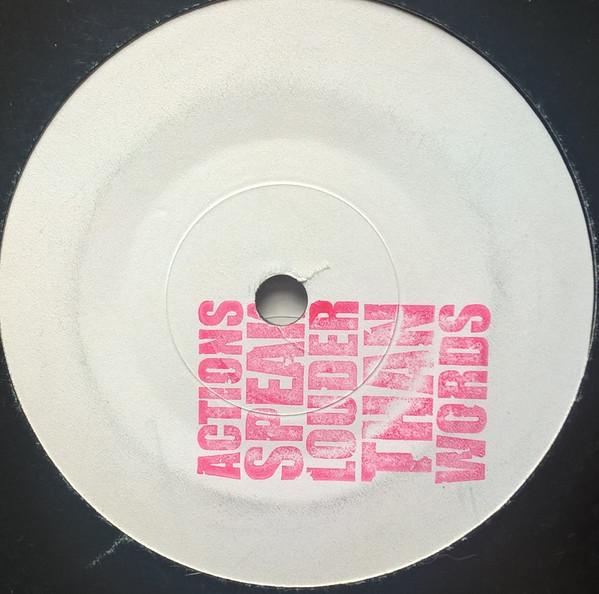 ACTIONS
SPEAK
LOUDER
THAN
WORDS